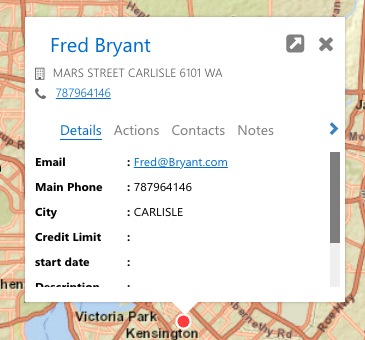 Fred Bryant
MARS STREET CARLISLE 6101 WA
787964146
Details Actions Contacts Notes
Email : Fred@Bryant.com
Main Phone : 787964146
City : CARLISLE
Credit Limit :
start date :
Description
Victoria Park
Kensington